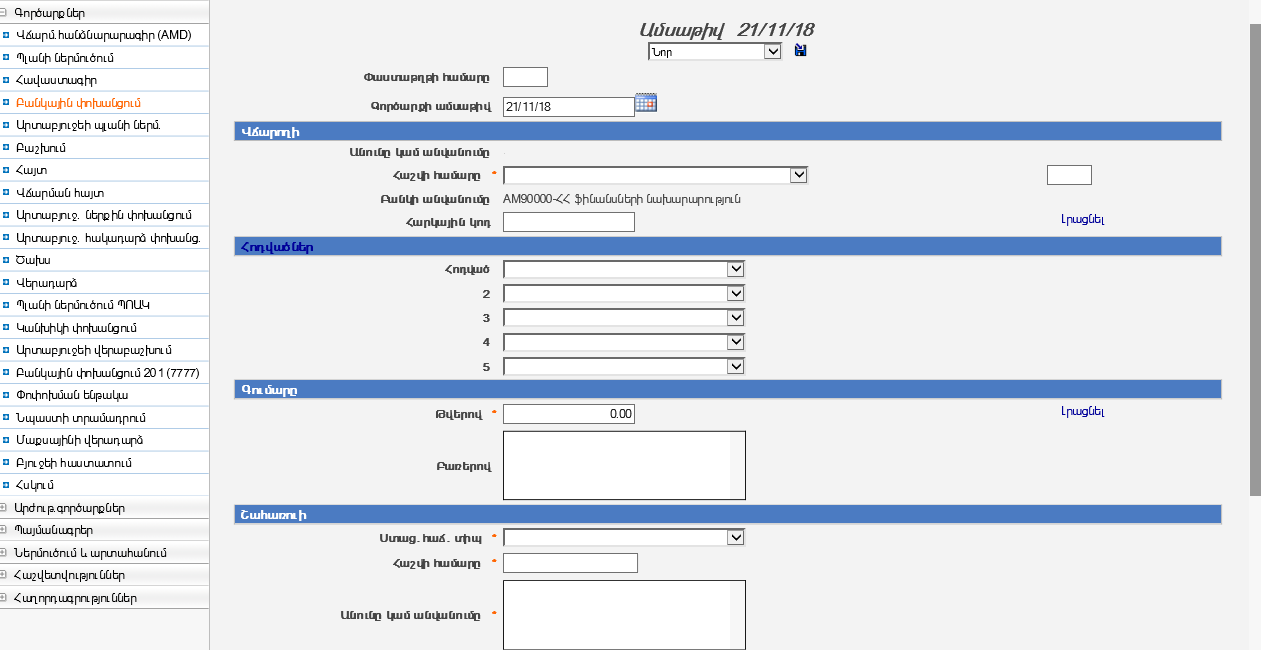 Գործարքներ
Վճարմ.հանձնարարագիր (AMD)
Պլանի ներմուծում
Հավաստագիր
Բանկային փոխանցում
Արտաբյուջեի պլանի ներմ.
Բաշխում
Հայտ
Վճարման հայտ
Արտաբյուջ. ներքին փոխանցում
Արտաբյուջ. հակադարձ փոխանց.
Ծախս
Վերադարձ
Պլանի ներմուծում ՊՈԱԿ
Կանխիկի փոխանցում
Արտաբյուջեի վերաբաշխում
Բանկային փոխանցում 201 (7777)
Փոփոխման ենթակա
Նպաստի տրամադրում
Մաքսայինի վերադարձ
Բյուջեի հաստատում
Հսկում
Արժութ.գործարքներ
Պայմանագրեր
Ներմուծում և արտահանում
Հաշվետվություններ
Հաղորդագրություններ
Ամսաթիվ 21/11/18
Նոր
Փաստաթղթի համարը
Գործարքի ամսաթիվ 21/11/18
Վճարողի
Անունը կամ անվանումը
Հաշվի համարը *
Բանկի անվանումը AM90000-ՀՀ ֆինանսների նախարարություն
Հարկային կոդ Լրացնել
Հոդվածներ
Հոդված
2
3
4
5
Գումարը
Թվերով * 0.00 Լրացնել
Բառերով
Շահառուի
Ստաց.հաճ. տիպ *
Հաշվի համարը *
Անունը կամ անվանումը *